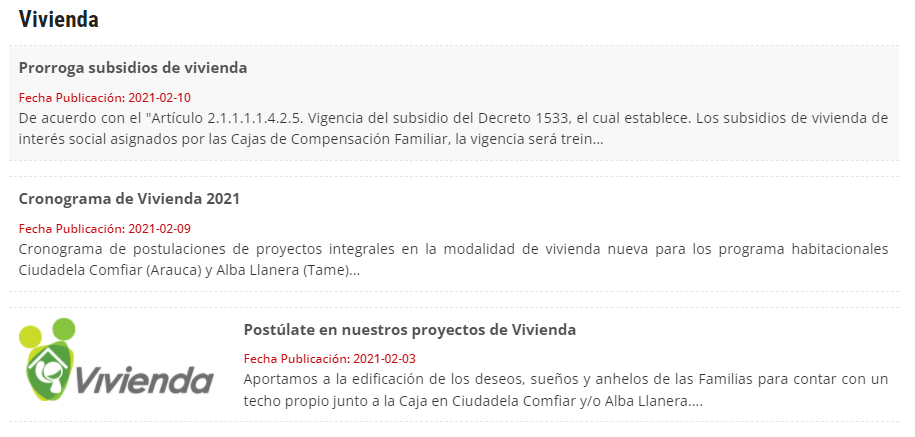 Vivienda
Prorroga subsidios de vivienda
Fecha Publicación: 2021-02-10
De acuerdo con el "Artículo 2.1.1.1.1.4.2.5. Vigencia del subsidio del Decreto 1533, el cual establece. Los subsidios de vivienda de
interés social asignados por las Cajas de Compensación Familiar, la vigencia será trein...
Cronograma de Vivienda 2021
Fecha Publicación: 2021-02-09
Cronograma de postulaciones de proyectos integrales en la modalidad de vivienda nueva para los programa habitacionales
Ciudadela Comfiar (Arauca) y Alba Llanera (Tame)...
Vivienda
Postúlate en nuestros proyectos de Vivienda
Fecha Publicación: 2021-02-03
Aportamos a la edificación de los deseos, sueños y anhelos de las Familias para contar con un
techo propio junto a la Caja en Ciudadela Comfiar y/o Alba Llanera....